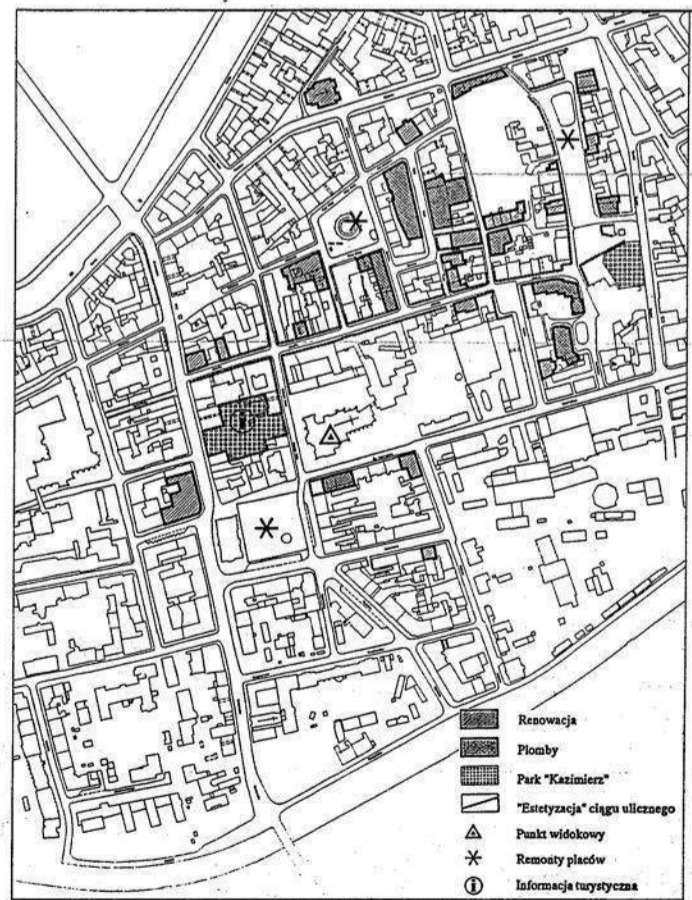 Renowacja
Plomby
Park "Kazimierz"
"Estetyzacja" ciągu ulicznego
Punkt widokowy
Remonty placów
i
Informacja turystyczna